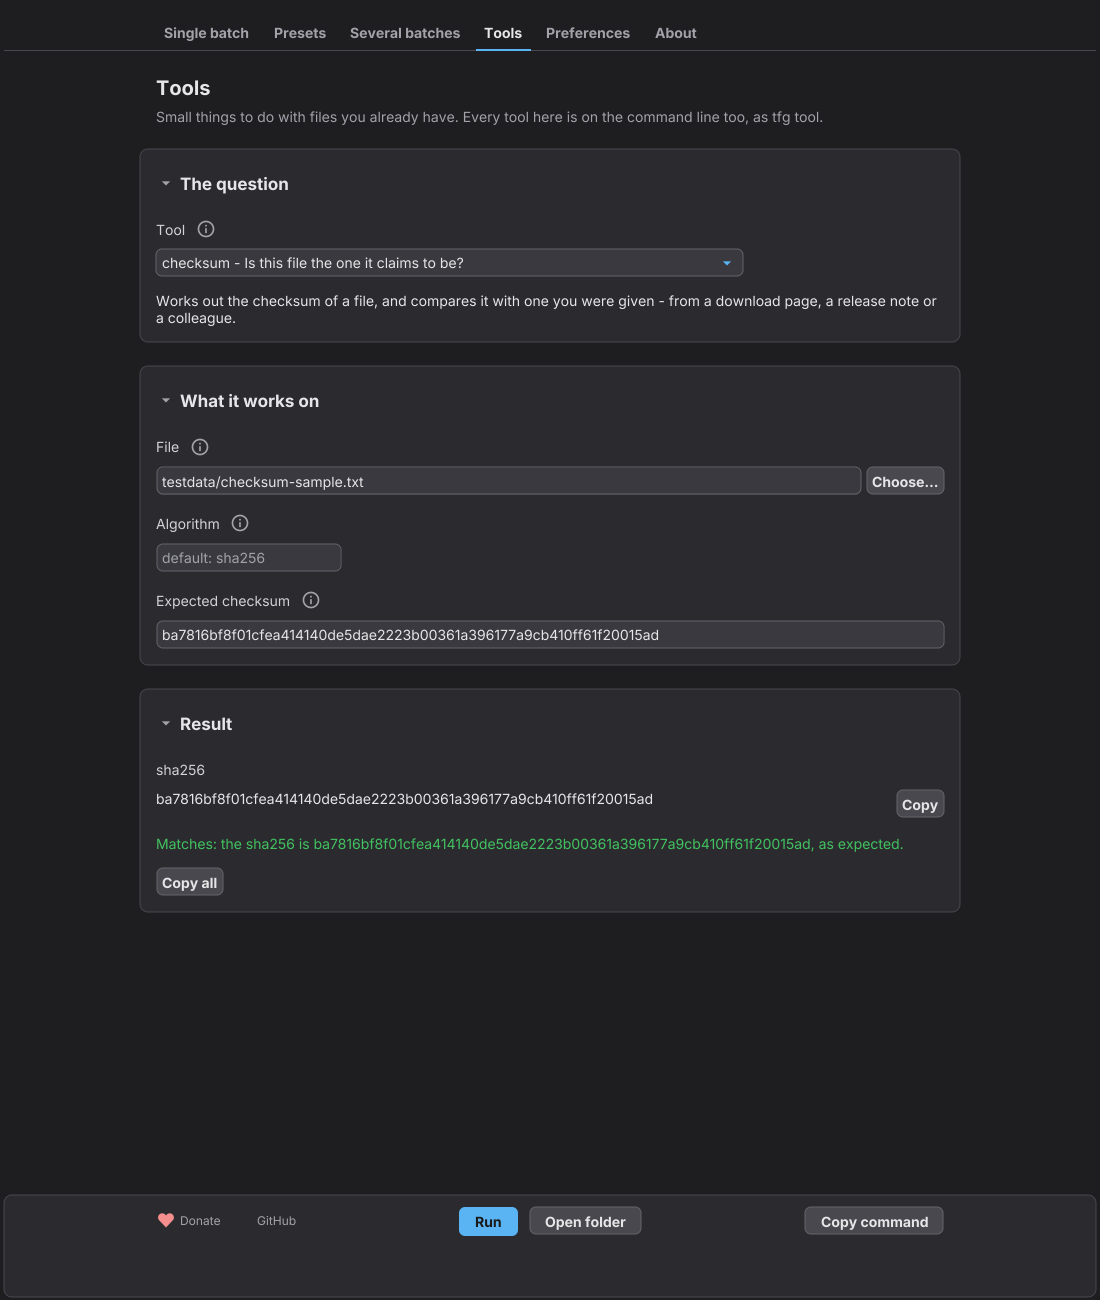 Single batch
Presets
Several batches
Tools
Preferences
About
Tools
Small things to do with files you already have. Every tool here is on the command line too, as tfg tool.
The question
Tool
checksum - Is this file the one it claims to be?
Works out the checksum of a file, and compares it with one you were given - from a download page, a release note or
a colleague.
What it works on
File
testdata/checksum-sample.txt
Choose...
Algorithm
default: sha256
Expected checksum
ba7816bf8f01cfea414140de5dae2223b00361a396177a9cb410ff61f20015ad
Result
sha256
ba7816bf8f01cfea414140de5dae2223b00361a396177a9cb410ff61f20015ad
Copy
Matches: the sha256 is ba7816bf8f01cfea414140de5dae2223b00361a396177a9cb410ff61f20015ad, as expected.
Copy all
Donate
GitHub
Run
Open folder
Copy command